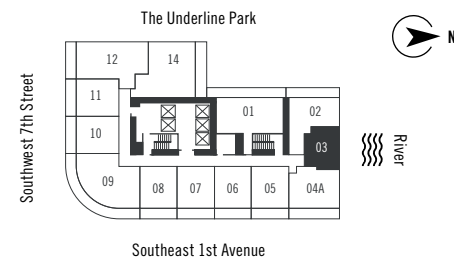 The Underline Park
N
Southwest 7th Street
12
14
11
01
02
10
03
River
09
08
07
06
05
04A
Southeast 1st Avenue